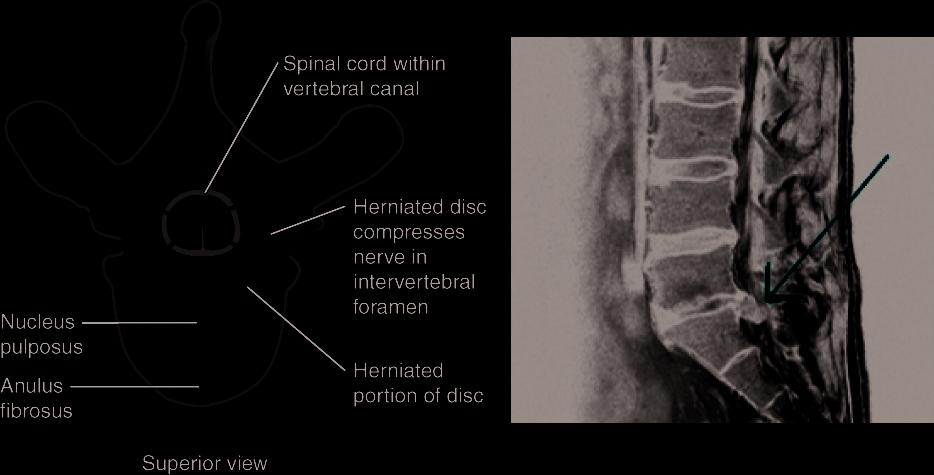 Spinal cord within
vertebral canal
Herniated disc
compresses
nerve in
intervertebral
foramen
Nucleus
pulposus
Herniated
portion of disc
Anulus
fibrosus
Superior view